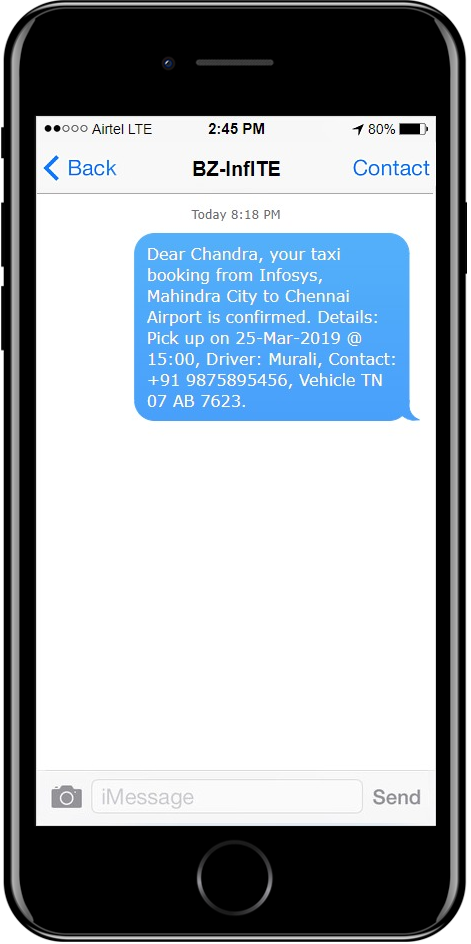 Airtel LTE 2:45 PM 80%
Back BZ-InfITE Contact
Today 8:18 PM
Dear Chandra, your taxi
booking from Infosys,
Mahindra City to Chennai
Airport is confirmed. Details:
Pick up on 25-Mar-2019 @
15:00, Driver: Murali, Contact:
+91 9875895456, Vehicle TN
07 AB 7623.
iMessage Send